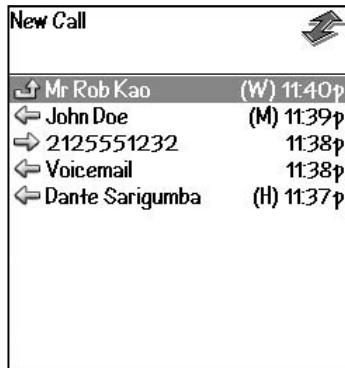 New Call
Mr Rob Kao (W) 11:40p
John Doe (M) 11:39p
2125551232 11:38p
Voicemail 11:38p
Dante Sarigumba (H) 11:37p